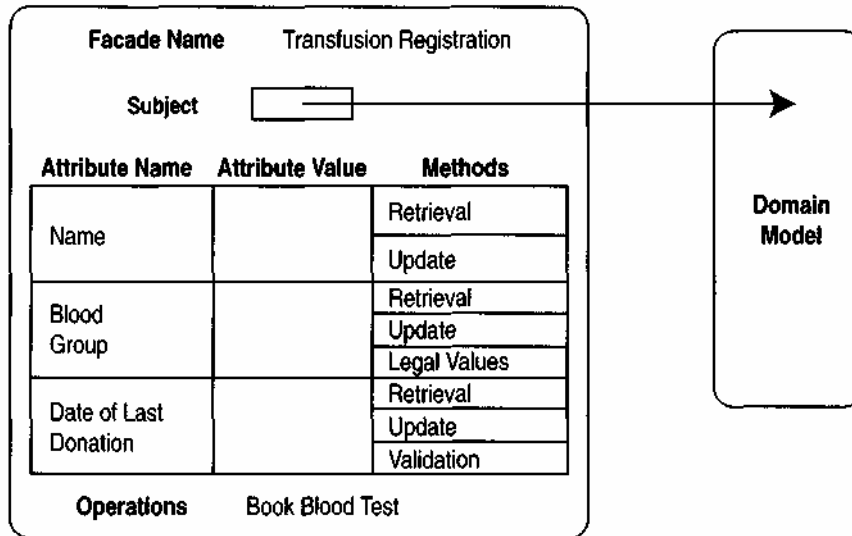 Facade Name Transfusion Registration
Subject
Attribute Name Attribute Value Methods
Name
Retrieval
Update
Blood
Group
Retrieval
Update
Legal Values
Date of Last
Donation
Retrieval
Update
Validation
Operations Book Blood Test
Domain
Model